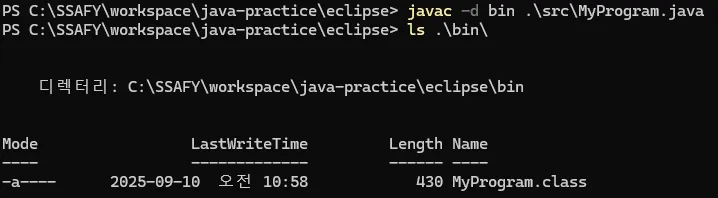 PS C:\SSAFY\workspace\java-practice\eclipse> javac -d bin .\src\MyProgram.java
PS C:\SSAFY\workspace\java-practice\eclipse> ls .\bin\
디렉터리: C:\SSAFY\workspace\java-practice\eclipse\bin
Mode                 LastWriteTime         Length Name
----                 -------------         ------ ----
-a----      2025-09-10  오전 10:58            430 MyProgram.class